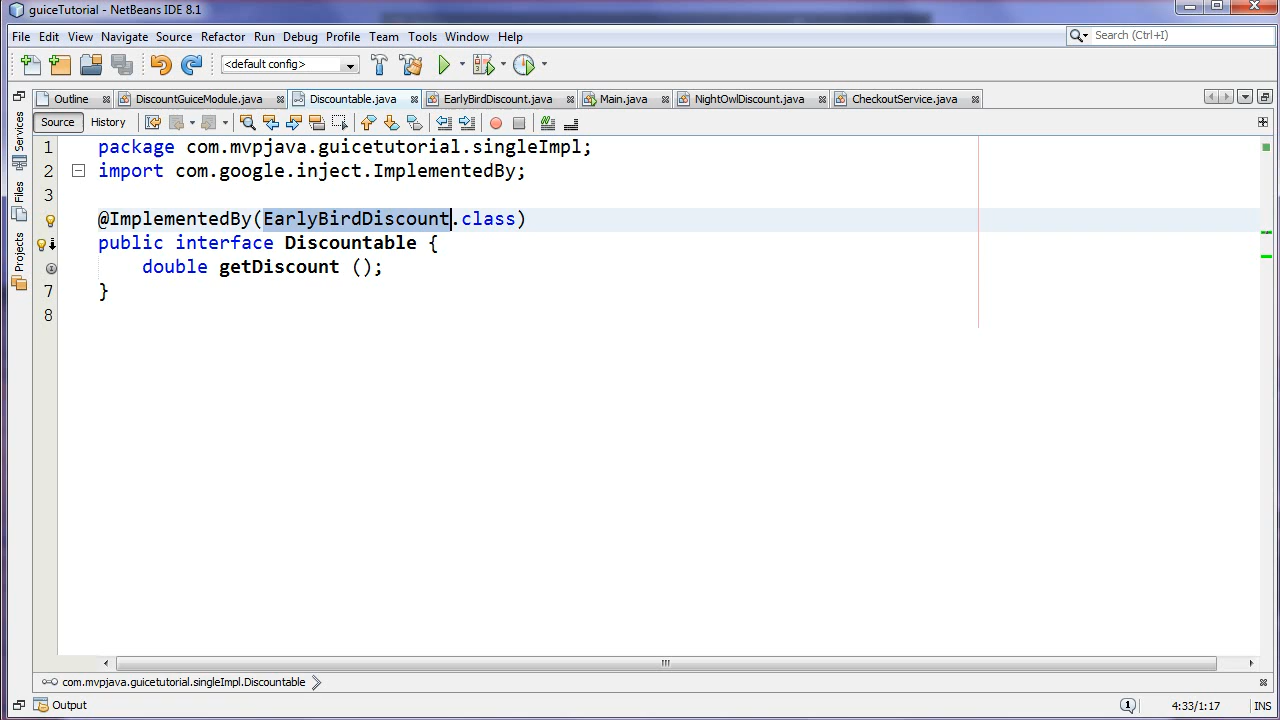 guiceTutorial - NetBeans IDE 8.1
File Edit View Navigate Source Refactor Run Debug Profile Team Tools Window Help
Search (Ctrl+I)
<default config>
Outline DiscountGuiceModule.java Discountable.java EarlyBirdDiscount.java Main.java NightOwlDiscount.java CheckoutService.java
Source History
Services
Files
Projects
1 package com.mvpjava.guicetutorial.singleImpl;
2 import com.google.inject.ImplementedBy;
3
@ImplementedBy(EarlyBirdDiscount.class)
public interface Discountable {
double getDiscount ();
7 }
8
com.mvpjava.guicetutorial.singleImpl.Discountable
Output
1
4:33/1:17 INS